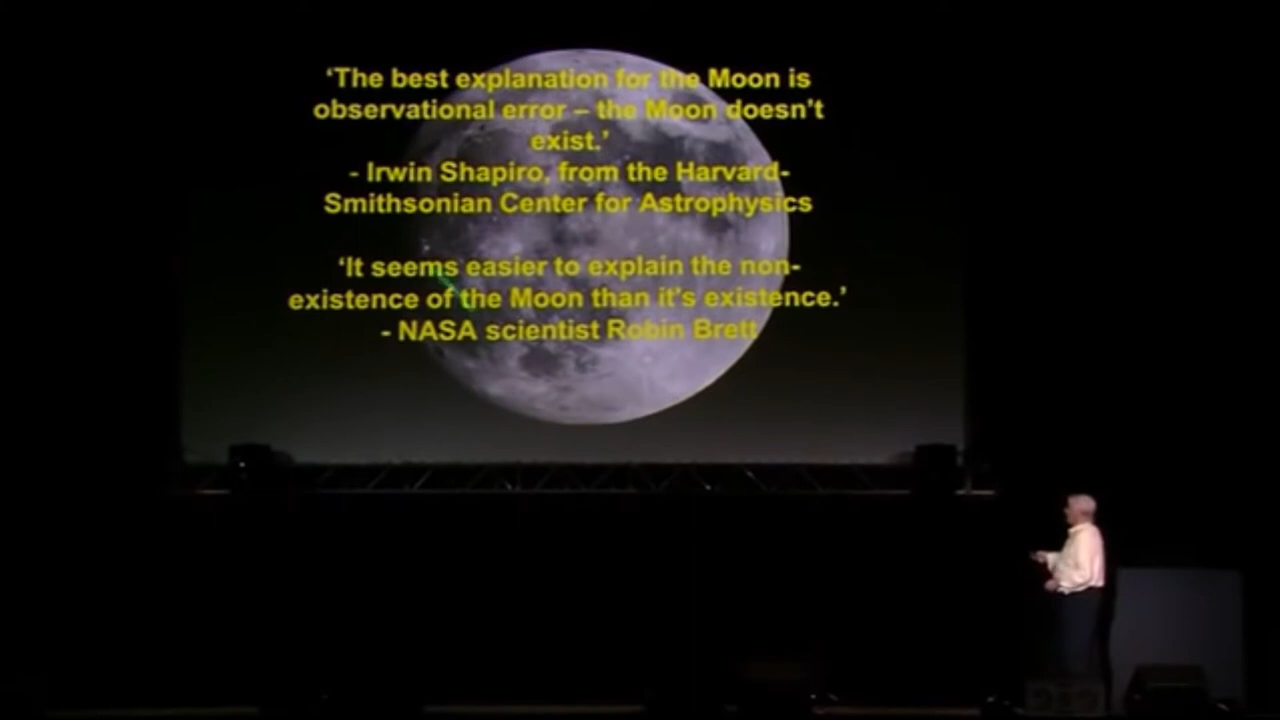 ‘The best explanation for the Moon is
observational error – the Moon doesn't
exist.’
- Irwin Shapiro, from the Harvard-
Smithsonian Center for Astrophysics
‘It seems easier to explain the non-
existence of the Moon than it's existence.’
- NASA scientist Robin Brett